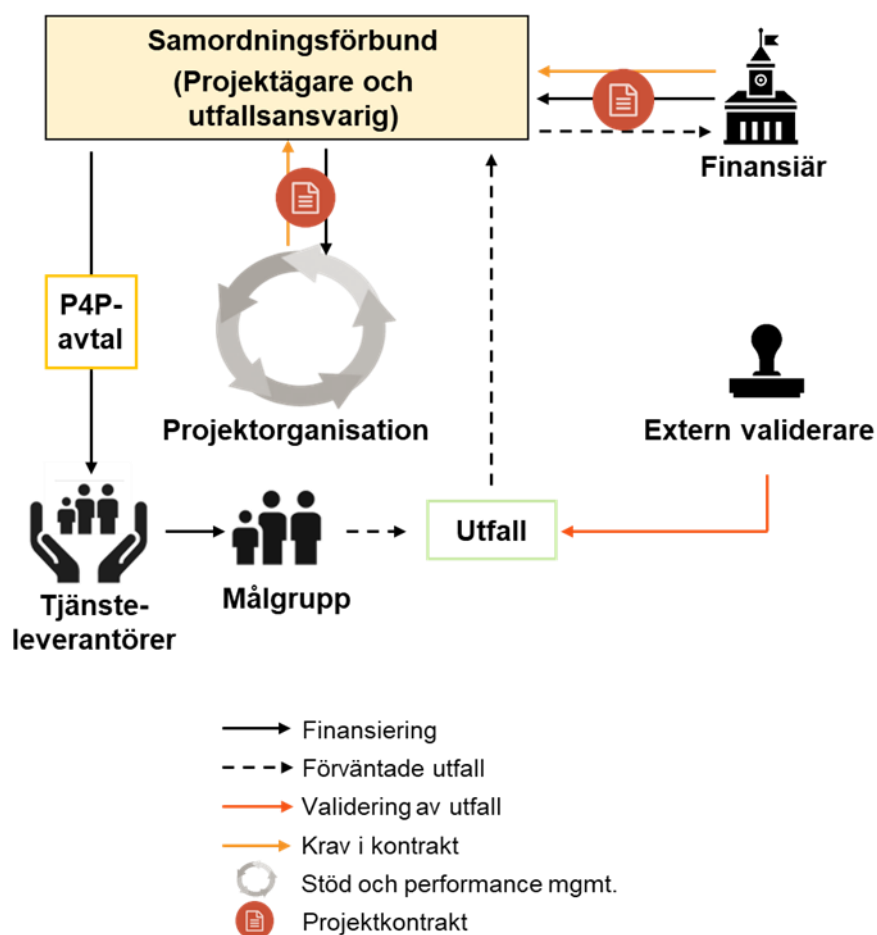 Samordningsförbund
(Projektägare och
utfallsansvarig)
Finansiär
P4P-
avtal
Projektorganisation
Extern validerare
Utfall
Målgrupp
Tjänste-
leverantörer
Finansiering
Förväntade utfall
Validering av utfall
Krav i kontrakt
Stöd och performance mgmt.
Projektkontrakt